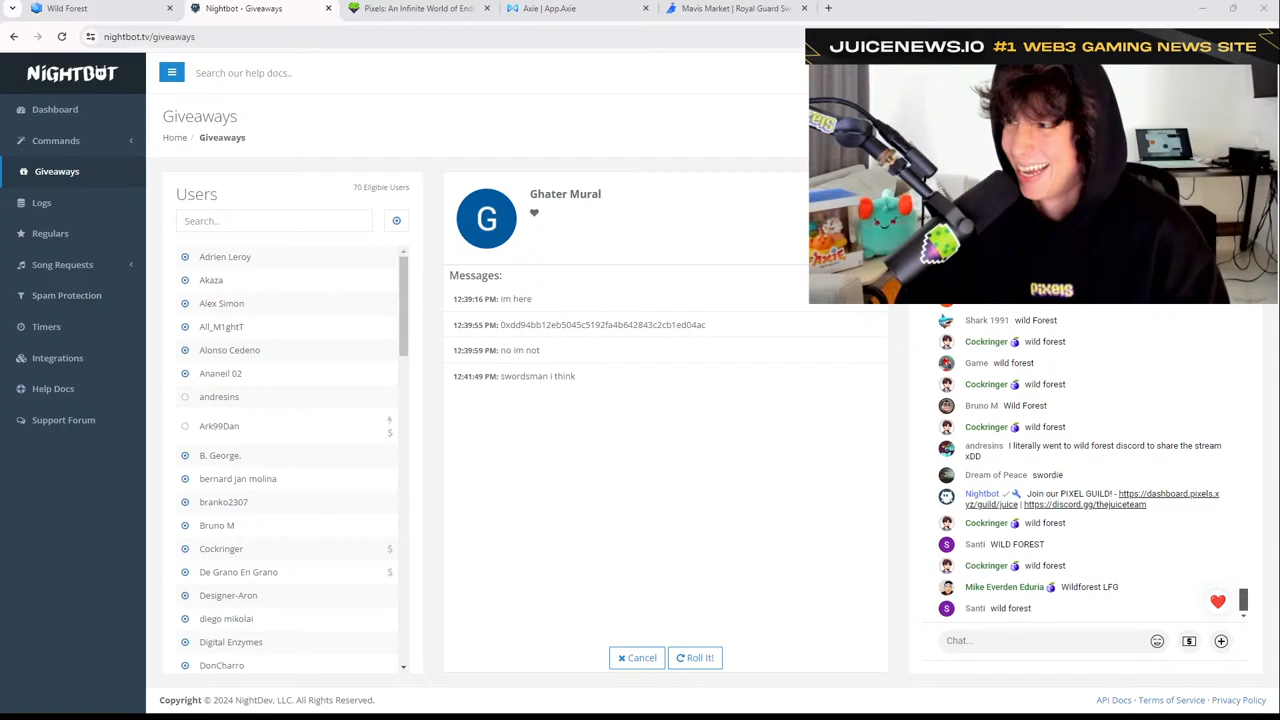 Wild Forest
Nightbot - Giveaways
Pixels: An Infinite World of End
Axie | App.Axie
Mavis Market | Royal Guard Sw
nightbot.tv/giveaways
JUICENEWS.IO #1 WEB3 GAMING NEWS SITE
NIGHTBOT
Search our help docs..
Dashboard
Commands
Giveaways
Logs
Regulars
Song Requests
Spam Protection
Timers
Integrations
Help Docs
Support Forum
Giveaways
Home / Giveaways
Users
70 Eligible Users
Search..
Adrien Leroy
Akaza
Alex Simon
All_M1ghtT
Alonso Cedeno
Ananeil 02
andresins
Ark99Dan
$
B. George.
bernard jan molina
branko2307
Bruno M
Cockringer $
De Grano En Grano $
Designer-Aron
diego mikolai
Digital Enzymes
DonCharro
G
Ghater Mural
Messages:
12:39:16 PM: im here
12:39:55 PM: 0xdd94bb12eb5045c5192fa4b642843c2cb1ed04ac
12:39:59 PM: no im not
12:41:49 PM: swordsman i think
Cancel
Roll It!
Pixels
Shark 1991 wild Forest
Cockringer wild forest
Game wild forest
Cockringer wild forest
Bruno M Wild Forest
Cockringer wild forest
andresins I literally went to wild forest discord to share the stream
xDD
Dream of Peace swordie
Nightbot Join our PIXEL GUILD! - https://dashboard.pixels.x
yz/guild/juice | https://discord.gg/thejuiceteam
Cockringer wild forest
S Santi WILD FOREST
Cockringer wild forest
Mike Everden Eduria Wildforest LFG
S Santi wild forest
Chat...
Copyright © 2024 NightDev, LLC. All Rights Reserved.
API Docs · Terms of Service · Privacy Policy